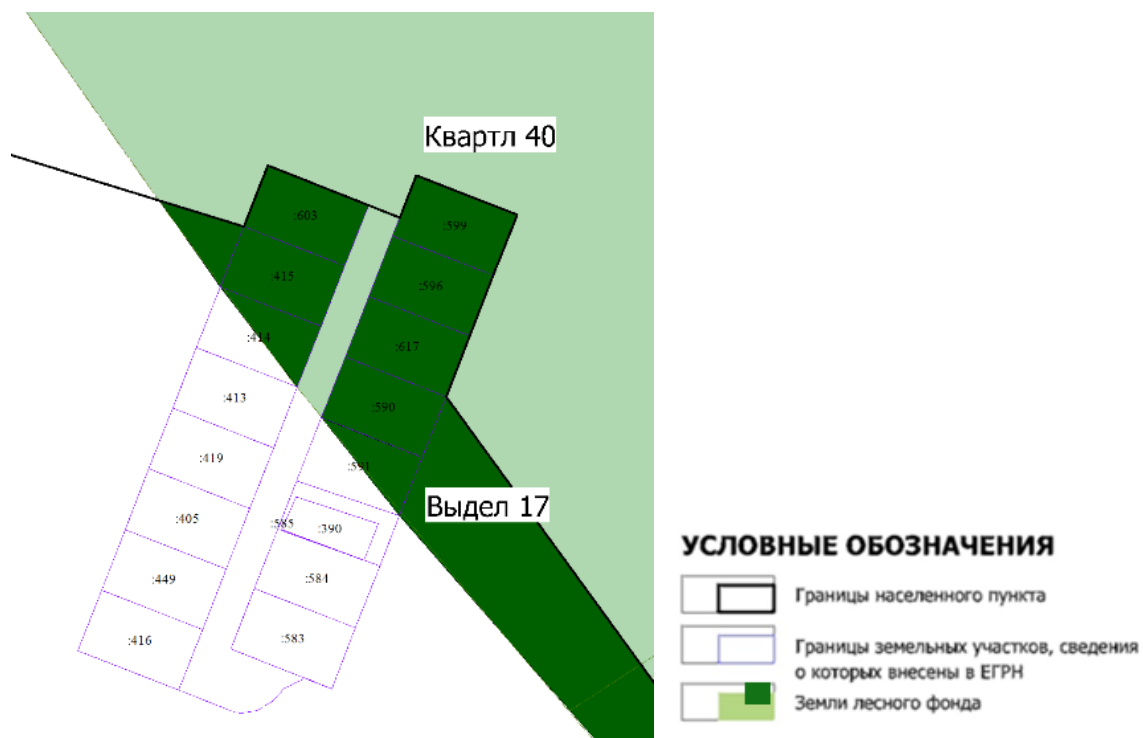 Квартл 40
:603
:599
:415
:596
:414
:617
:413
:590
:419
:591
Выдел 17
:405
:585
:390
:449
:584
:416
:583
УСЛОВНЫЕ ОБОЗНАЧЕНИЯ
Границы населенного пункта
Границы земельных участков, сведения
о которых внесены в ЕГРН
Земли лесного фонда